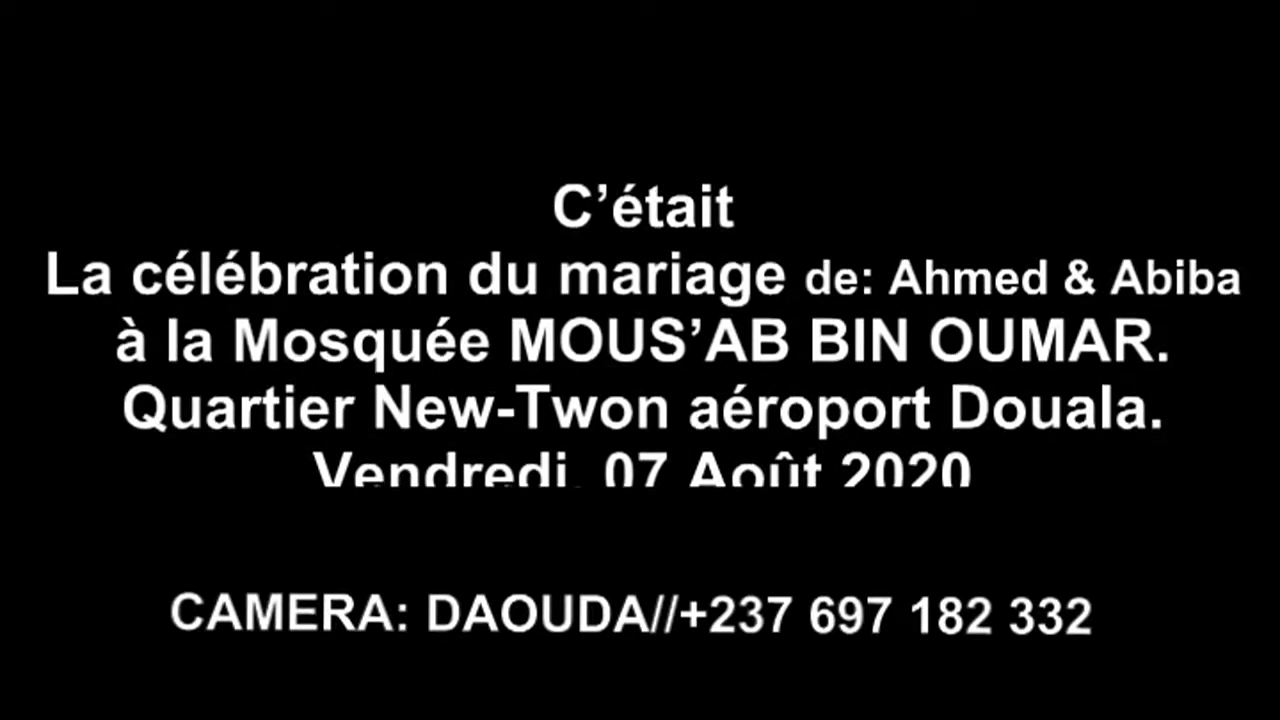 C’était
La célébration du mariage de: Ahmed & Abiba
à la Mosquée MOUS’AB BIN OUMAR.
Quartier New-Twon aéroport Douala.
Vendredi, 07 Août 2020
CAMERA: DAOUDA//+237 697 182 332